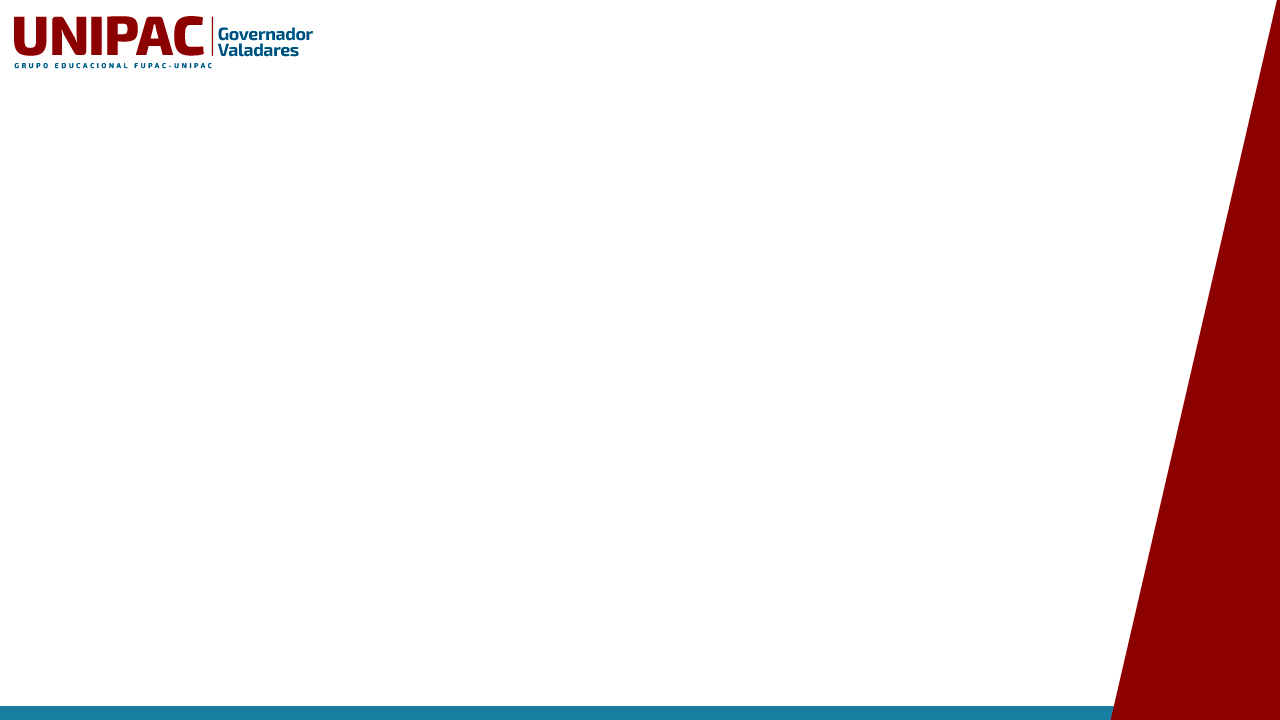 UNIPAC
Governador
Valadares
GRUPO EDUCACIONAL FUPAC-UNIPAC